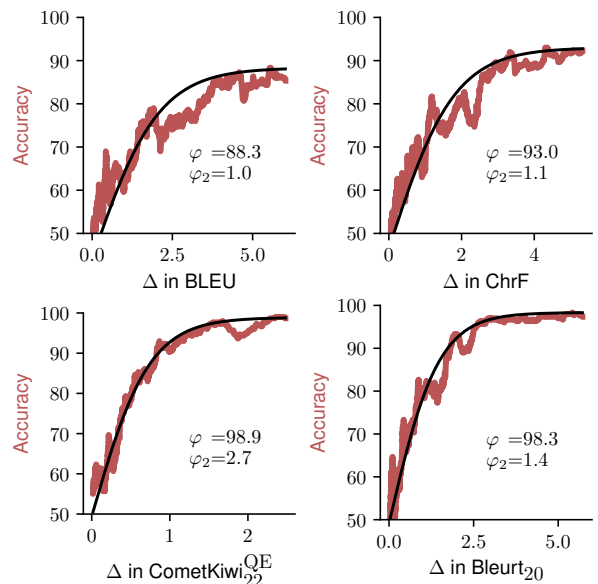 100
90
80
70
60
50
Accuracy
φ =88.3
φ₂=1.0
0.0 2.5 5.0
Δ in BLEU
100
90
80
70
60
50
Accuracy
φ =93.0
φ₂=1.1
0 2 4
Δ in ChrF
100
90
80
70
60
50
Accuracy
φ =98.9
φ₂=2.7
0 1 2
Δ in CometKiwi₂₂^QE
100
90
80
70
60
50
Accuracy
φ =98.3
φ₂=1.4
0.0 2.5 5.0
Δ in Bleurt₂₀